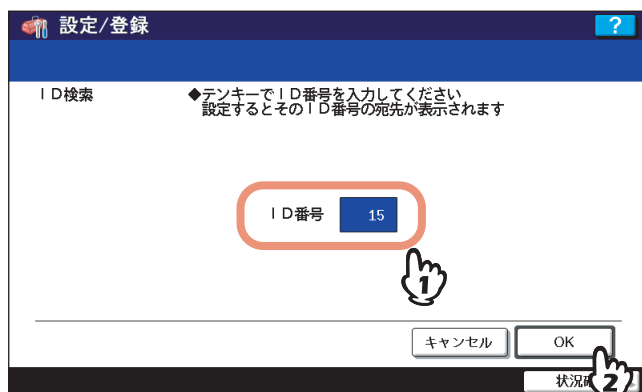 設定/登録
?
ＩＤ検索
◆テンキーでＩＤ番号を入力してください
設定するとそのＩＤ番号の宛先が表示されます
ＩＤ番号 15
1
キャンセル OK
状況
2